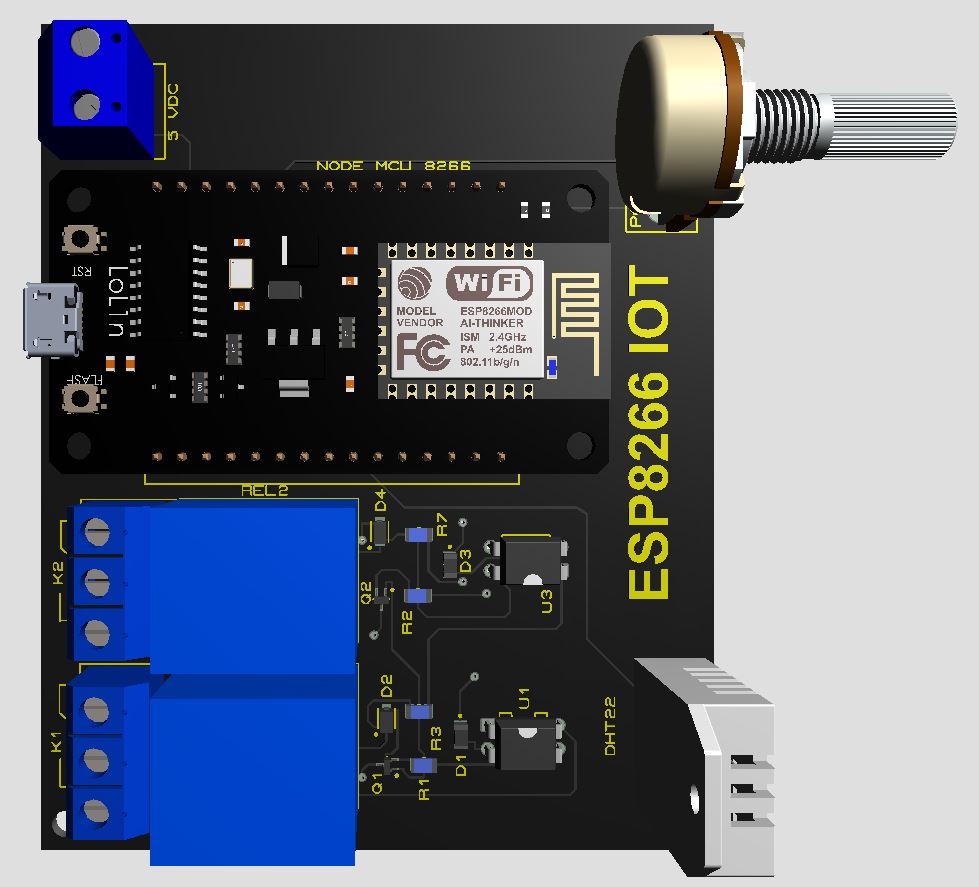 5 VDC
NODE MCU 8266
RST
LOLIN
FLASH
WiFi
MODEL
VENDOR
ESP8266MOD
AI-THINKER
ISM 2.4GHz
PA +25dBm
802.11b/g/n
FC
ESP8266 IOT
REL2
K2
D4
R7
D3
Q2
R2
U3
K1
D2
R3
D1
U1
Q1
R1
DHT22